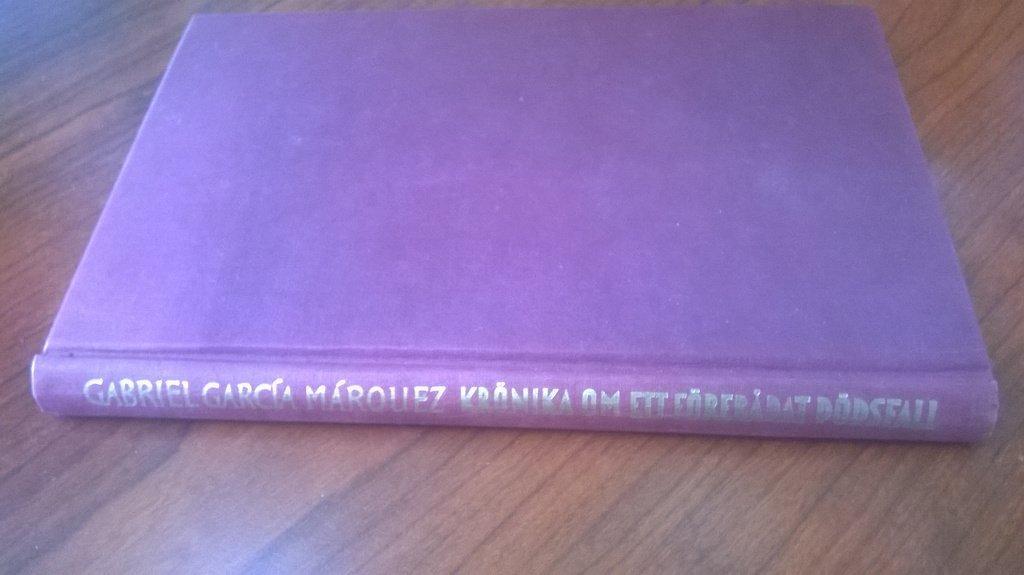 GABRIEL GARCÍA MÁRQUEZ KRÖNIKA OM ETT FÖREBÅDAT DÖDSFALL